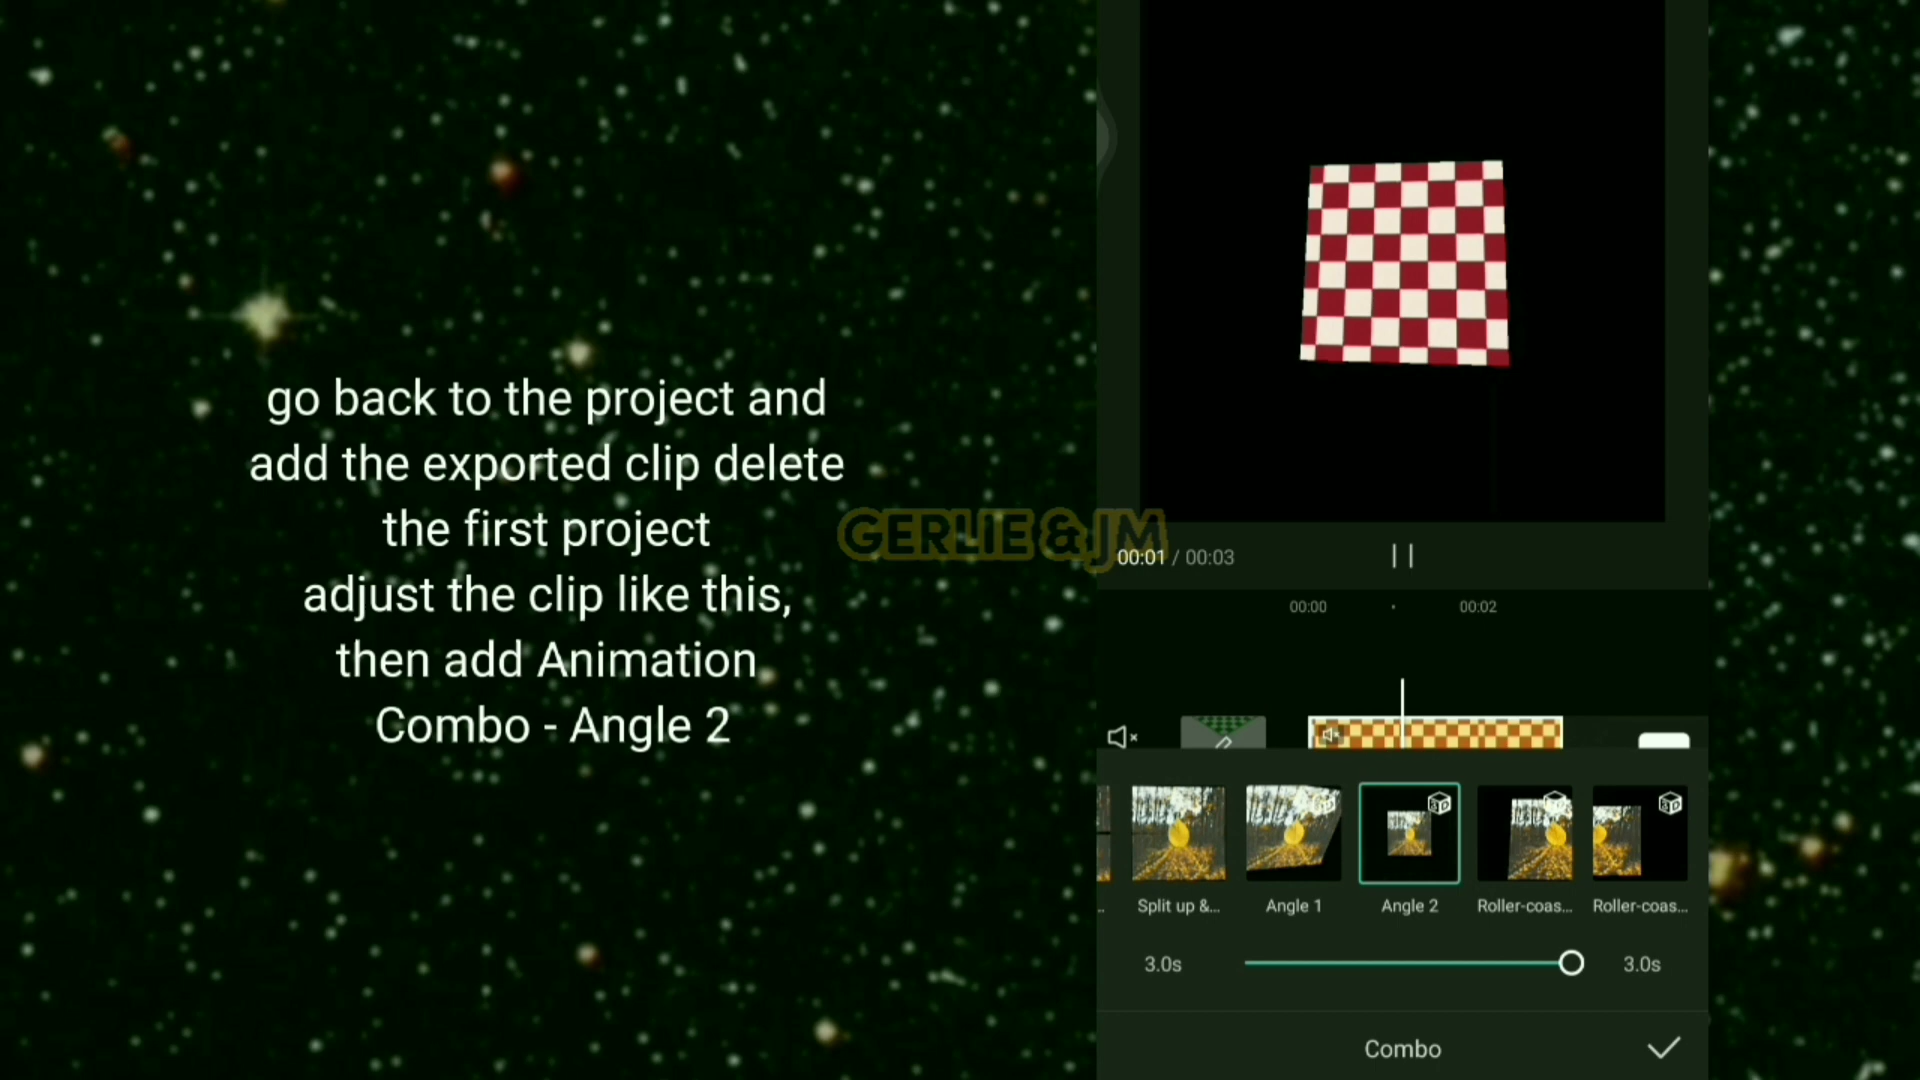 go back to the project and
add the exported clip delete
the first project
adjust the clip like this,
then add Animation
Combo - Angle 2
GERLIE & JM
00:01 / 00:03
00:00
00:02
Split up &...
Angle 1
Angle 2
Roller-coas...
Roller-coas...
3.0s
3.0s
Combo